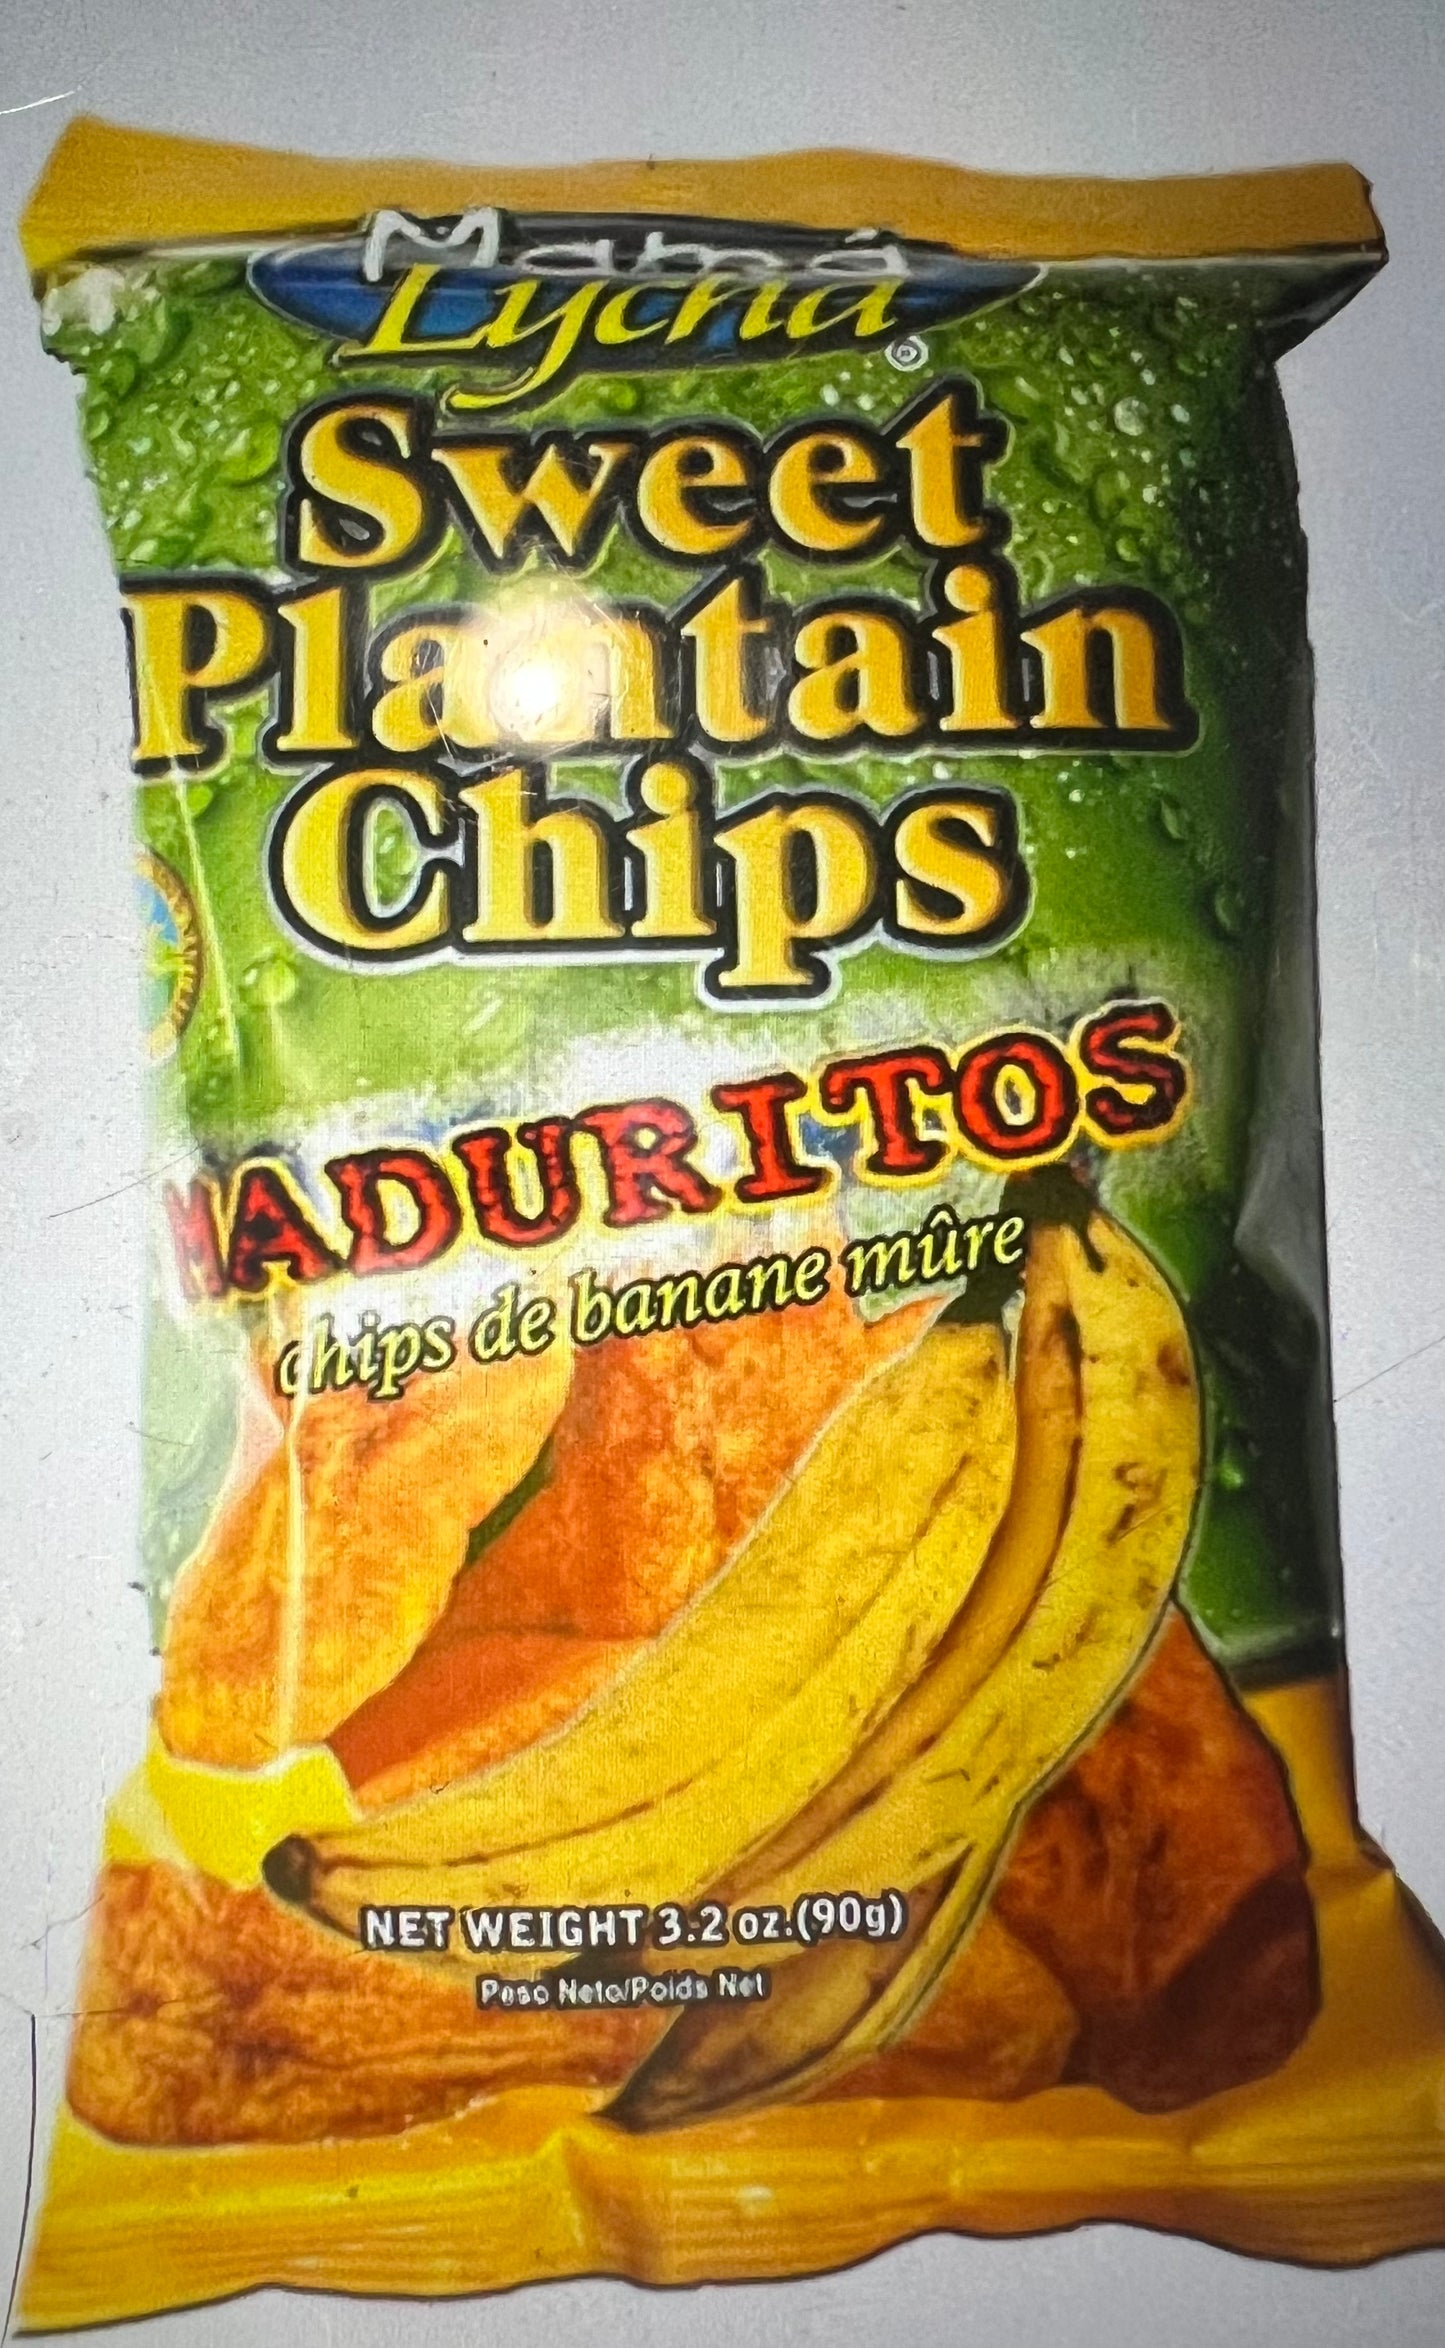 Mamá
Lycha
®
Sweet
Plantain
Chips
MADURITOS
chips de banane mûre
NET WEIGHT 3.2 oz.(90g)
Peso Neto/Poids Net